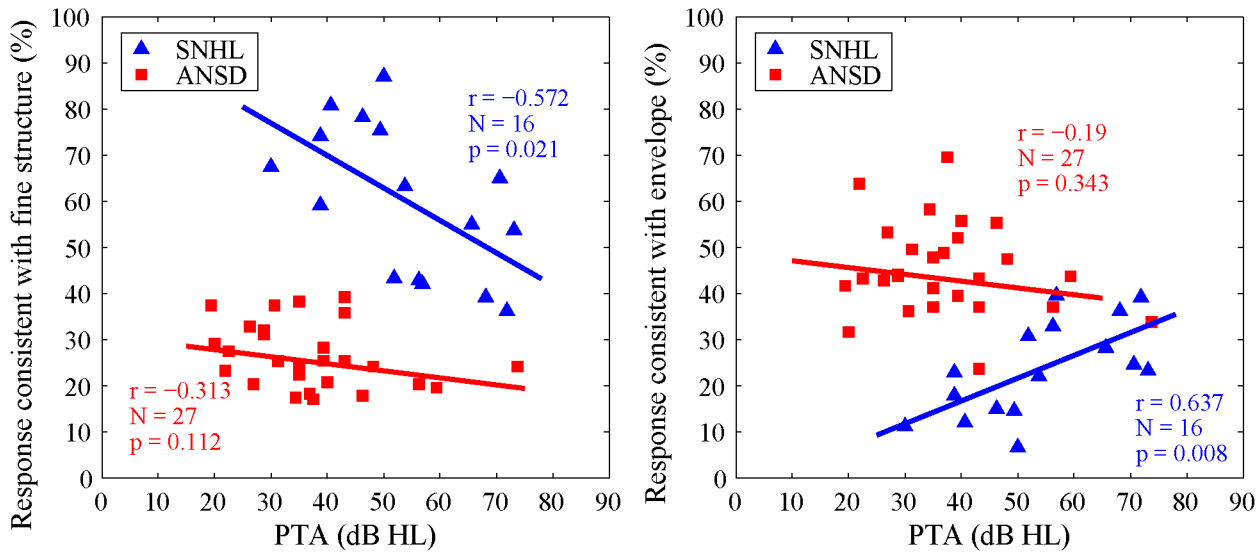 Response consistent with fine structure (%)
100
90
80
70
60
50
40
30
20
10
0
SNHL
ANSD
r = −0.572
N = 16
p = 0.021
r = −0.313
N = 27
p = 0.112
0 10 20 30 40 50 60 70 80 90
PTA (dB HL)
Response consistent with envelope (%)
100
90
80
70
60
50
40
30
20
10
0
SNHL
ANSD
r = −0.19
N = 27
p = 0.343
r = 0.637
N = 16
p = 0.008
0 10 20 30 40 50 60 70 80 90
PTA (dB HL)